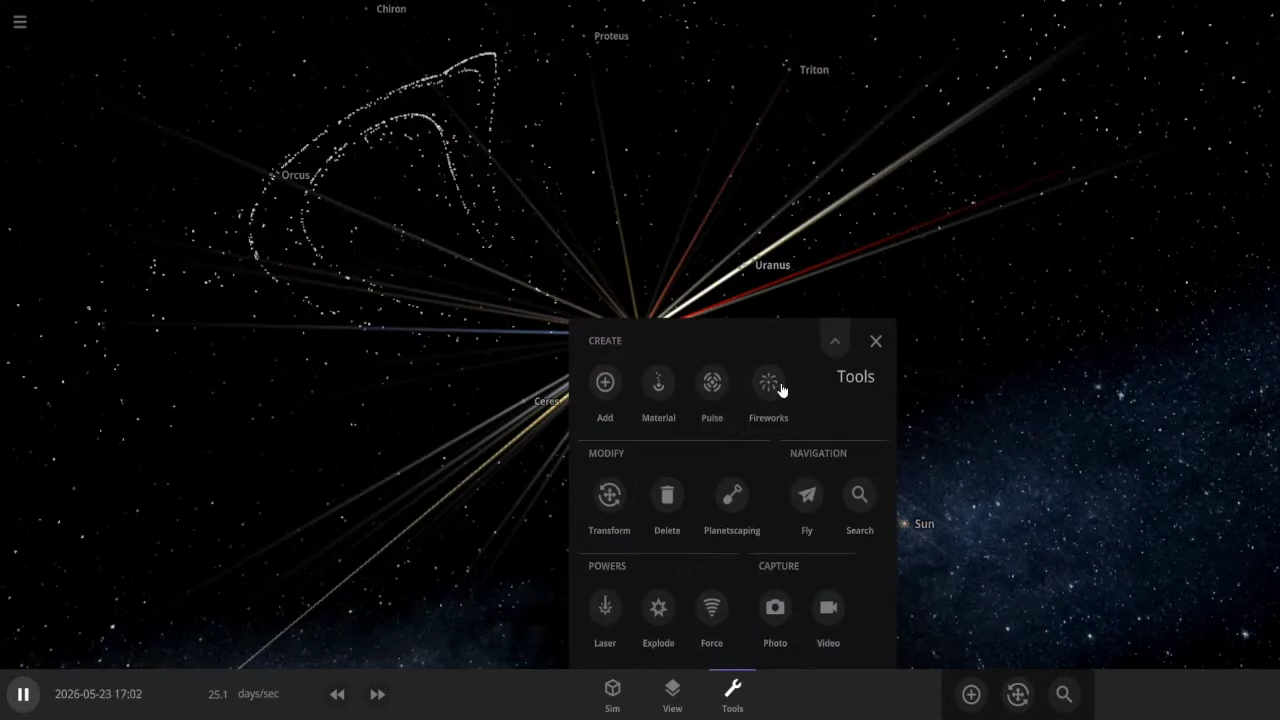 Chiron
Proteus
Triton
Orcus
Uranus
CREATE
Tools
Add Material Pulse Fireworks
Ceres
MODIFY NAVIGATION
Transform Delete Planetscaping Fly Search
Sun
POWERS CAPTURE
Laser Explode Force Photo Video
2026-05-23 17:02 25.1 days/sec
Sim View Tools